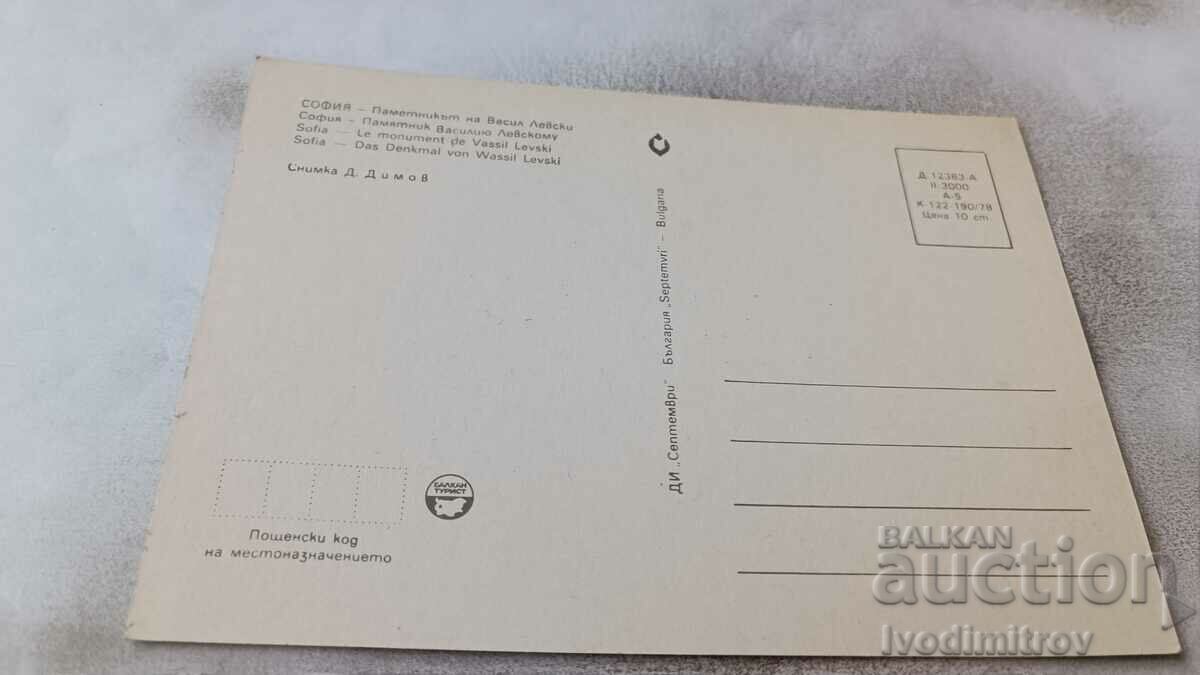 СОФИЯ – Паметникът на Васил Левски
София – Памятник Василию Левскому
Sofia — Le monument de Vassil Levski
Sofia — Das Denkmal von Wassil Levski
Снимка Д. Димов
Пощенски код
на местоназначението
БАЛКАН
ТУРИСТ
ДИ „Септември" България „Septemvri" – Bulgaria
Д 12383 А
II 3000
А-5
К-122-190/78
Цена 10 ст.
BALKAN
auction
Ivodimitrov